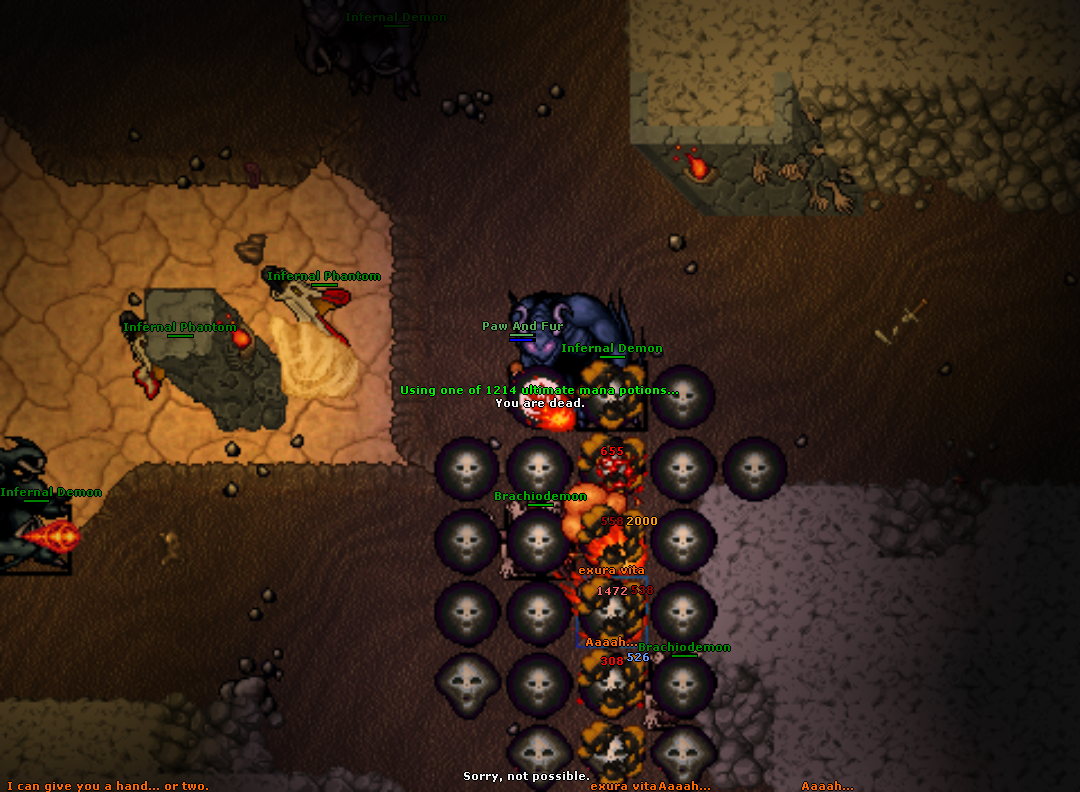 Infernal Demon
Infernal Phantom
Infernal Phantom
Paw And Fur
Infernal Demon
Using one of 1214 ultimate mana potions...
You are dead.
655
Infernal Demon
Brachiodemon
558 2000
exura vita
1472 538
Aaaah...
Brachiodemon
308 526
Sorry, not possible.
I can give you a hand... or two.
exura vita Aaaah...
Aaaah...